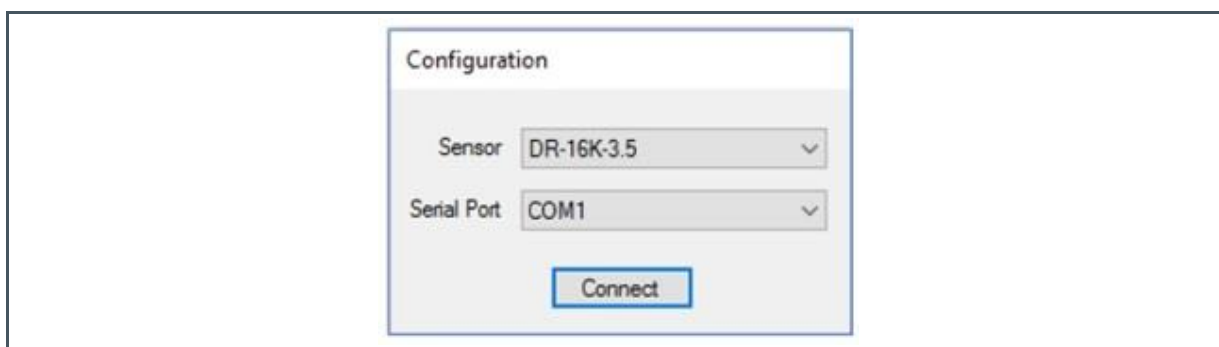 Configuration
Sensor DR-16K-3.5
Serial Port COM1
Connect